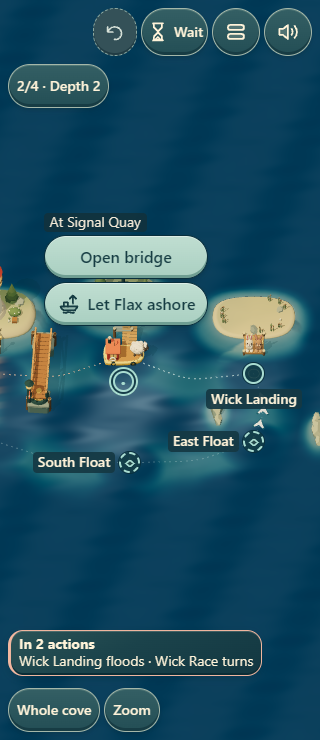 Wait
2/4 · Depth 2
At Signal Quay
Open bridge
Let Flax ashore
Wick Landing
East Float
South Float
In 2 actions
Wick Landing floods · Wick Race turns
Whole cove
Zoom